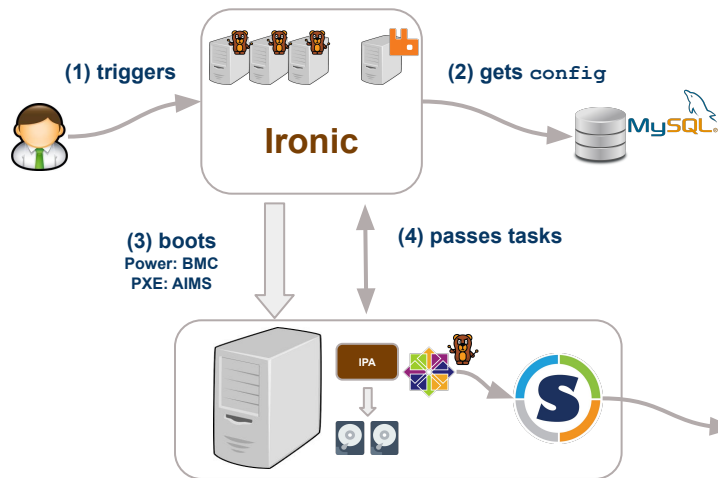 (1) triggers
(2) gets config
Ironic
MySQL®
(3) boots
Power: BMC
PXE: AIMS
(4) passes tasks
IPA
S